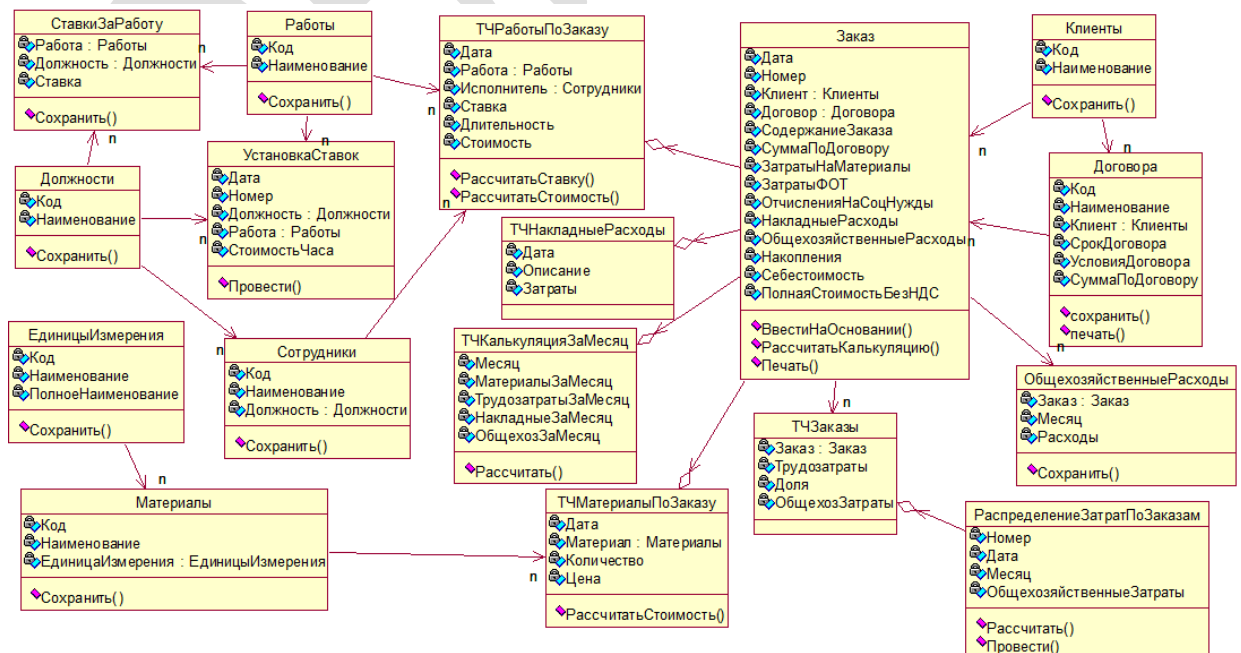 СтавкиЗаРаботу
Работа : Работы
Должность : Должности
Ставка
Сохранить()
n
Работы
Код
Наименование
Сохранить()
n
ТЧРаботыПоЗаказу
Дата
Работа : Работы
Исполнитель : Сотрудники
Ставка
Длительность
Стоимость
РассчитатьСтавку()
РассчитатьСтоимость()
n
n
Заказ
Дата
Номер
Клиент : Клиенты
Договор : Договора
СодержаниеЗаказа
СуммаПоДоговору
ЗатратыНаМатериалы
ЗатратыФОТ
ОтчисленияНаСоцНужды
НакладныеРасходы
ОбщехозяйственныеРасходы
Накопления
Себестоимость
ПолнаяСтоимостьБезНДС
ВвестиНаОсновании()
РассчитатьКалькуляцию()
Печать()
n
n
Клиенты
Код
Наименование
Сохранить()
n
Договора
Код
Наименование
Клиент : Клиенты
СрокДоговора
УсловияДоговора
СуммаПоДоговору
сохранить()
печать()
n
Должности
Код
Наименование
Сохранить()
n
УстановкаСтавок
Дата
Номер
Должность : Должности
Работа : Работы
СтоимостьЧаса
Провести()
n
ТЧНакладныеРасходы
Дата
Описание
Затраты
ЕдиницыИзмерения
Код
Наименование
ПолноеНаименование
Сохранить()
n
Сотрудники
Код
Наименование
Должность : Должности
Сохранить()
n
ТЧКалькуляцияЗаМесяц
Месяц
МатериалыЗаМесяц
ТрудозатратыЗаМесяц
НакладныеЗаМесяц
ОбщехозЗаМесяц
Рассчитать()
ОбщехозяйственныеРасходы
Заказ : Заказ
Месяц
Расходы
Сохранить()
n
ТЧЗаказы
Заказ : Заказ
Трудозатраты
Доля
ОбщехозЗатраты
n
Материалы
Код
Наименование
ЕдиницаИзмерения : ЕдиницыИзмерения
Сохранить()
ТЧМатериалыПоЗаказу
Дата
Материал : Материалы
Количество
Цена
РассчитатьСтоимость()
n
РаспределениеЗатратПоЗаказам
Номер
Дата
Месяц
ОбщехозяйственныеЗатраты
Рассчитать()
Провести()